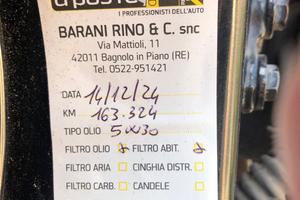 a posto
I PROFESSIONISTI DELL'AUTO
BARANI RINO & C. snc
Via Mattioli, 11
42011 Bagnolo in Piano (RE)
Tel. 0522-951421
DATA 14/12/24
KM 163.324
TIPO OLIO 5W30
FILTRO OLIO FILTRO ABIT.
FILTRO ARIA CINGHIA DISTR.
FILTRO CARB. CANDELE